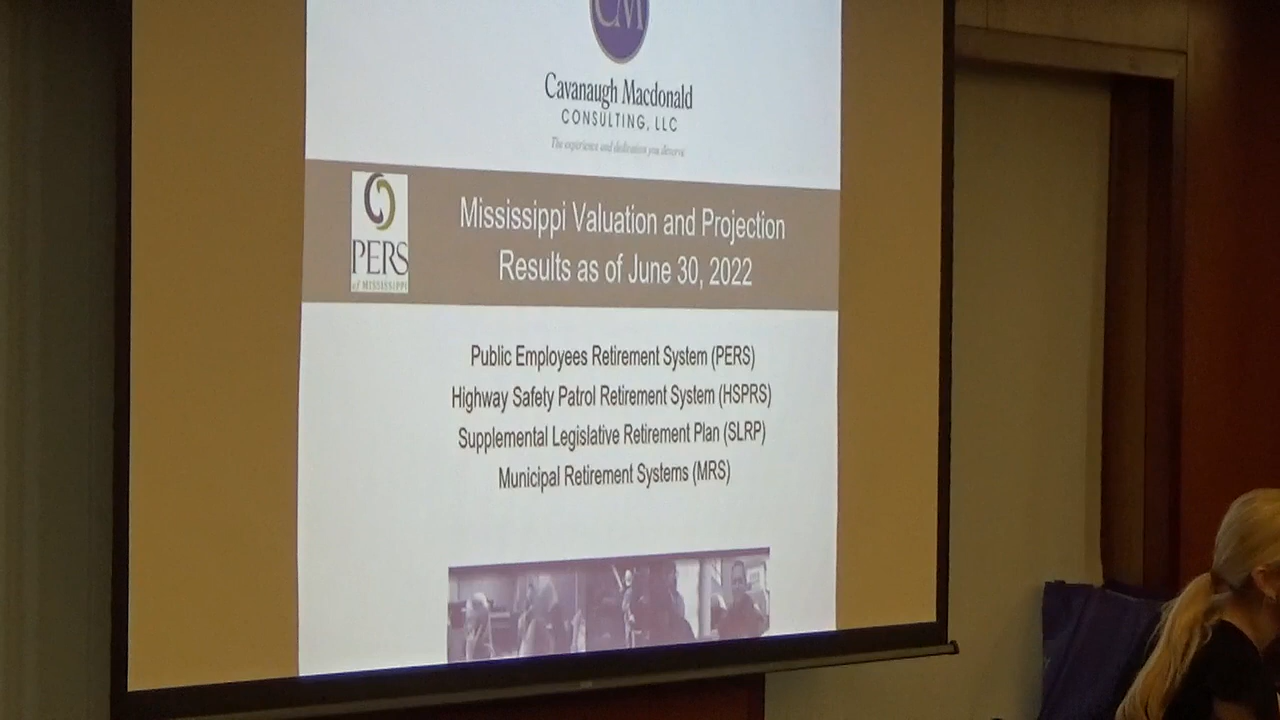 CM
Cavanaugh Macdonald
CONSULTING, LLC
The experience and dedication you deserve
PERS
of MISSISSIPPI
Mississippi Valuation and Projection
Results as of June 30, 2022
Public Employees Retirement System (PERS)
Highway Safety Patrol Retirement System (HSPRS)
Supplemental Legislative Retirement Plan (SLRP)
Municipal Retirement Systems (MRS)